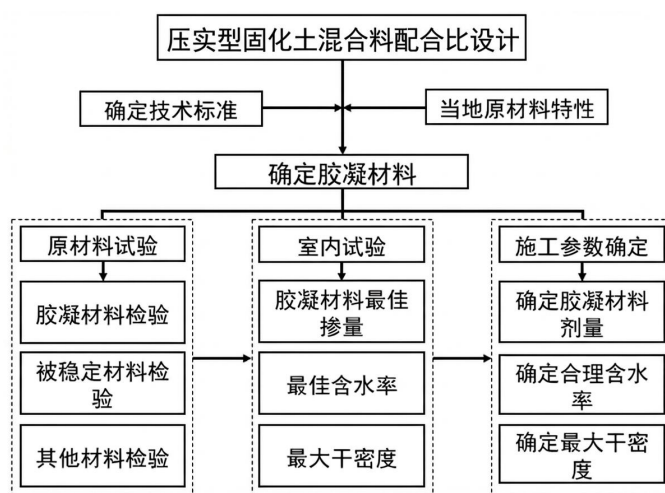 压实型固化土混合料配合比设计
确定技术标准
当地原材料特性
确定胶凝材料
原材料试验
胶凝材料检验
被稳定材料检
验
其他材料检验
室内试验
胶凝材料最佳
掺量
最佳含水率
最大干密度
施工参数确定
确定胶凝材料
剂量
确定合理含水
率
确定最大干密
度